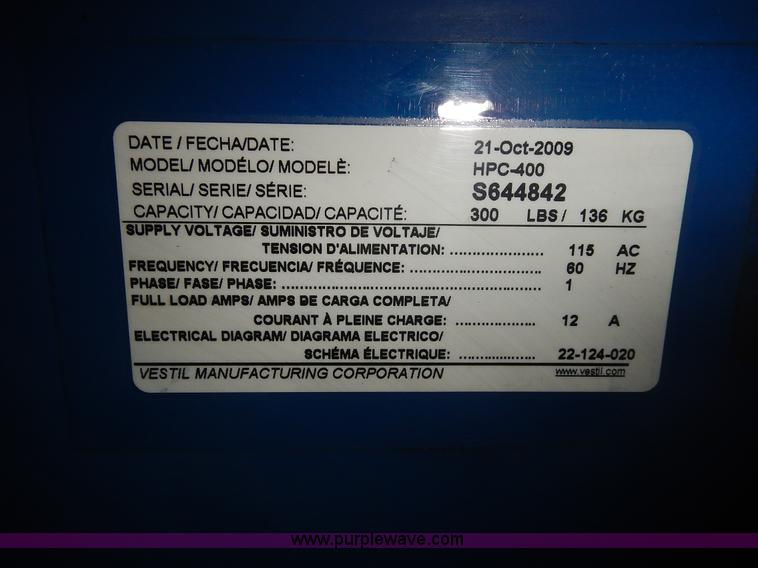 DATE / FECHA/DATE: 21-Oct-2009
MODEL/ MODÉLO/ MODELÈ: HPC-400
SERIAL/ SERIE/ SÉRIE: S644842
CAPACITY/ CAPACIDAD/ CAPACITÉ: 300 LBS / 136 KG
SUPPLY VOLTAGE/ SUMINISTRO DE VOLTAJE/
TENSION D'ALIMENTATION: ..................... 115 AC
FREQUENCY/ FRECUENCIA/ FRÉQUENCE: ............................. 60 HZ
PHASE/ FASE/ PHASE: .......................................................... 1
FULL LOAD AMPS/ AMPS DE CARGA COMPLETA/
COURANT À PLEINE CHARGE: .................. 12 A
ELECTRICAL DIAGRAM/ DIAGRAMA ELECTRICO/
SCHÉMA ÉLECTRIQUE: ................. 22-124-020
VESTIL MANUFACTURING CORPORATION www.vestil.com
www.purplewave.com